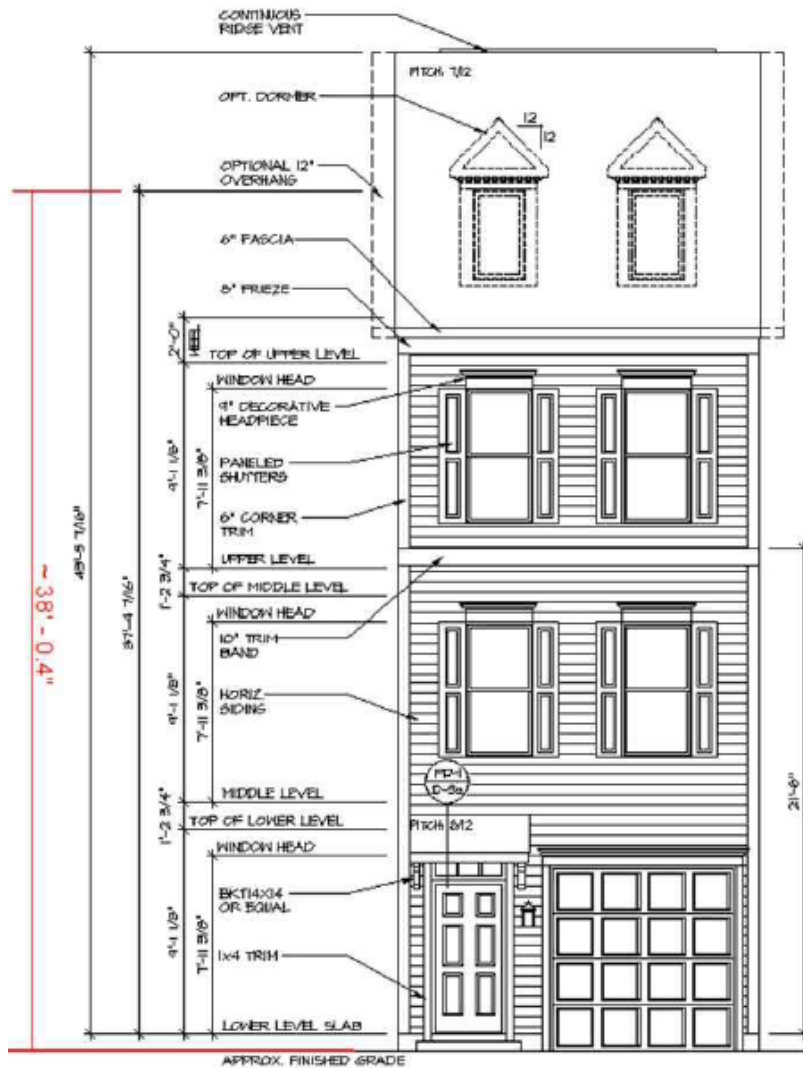 CONTINUOUS
RIDGE VENT
PITCH 7/12
OPT. DORMER
12
12
OPTIONAL 12"
OVERHANG
6" FASCIA
8" FRIEZE
2'-0"
HEEL
TOP OF UPPER LEVEL
WINDOW HEAD
9" DECORATIVE
HEADPIECE
9'-1 1/8"
7'-11 3/8"
PANELED
SHUTTERS
6" CORNER
TRIM
UPPER LEVEL
1'-2 3/4"
TOP OF MIDDLE LEVEL
WINDOW HEAD
10" TRIM
BAND
~ 38' - 0.4"
37'-4 7/16"
9'-1 1/8"
7'-11 3/8"
HORIZ
SIDING
MIDDLE LEVEL
1'-2 3/4"
TOP OF LOWER LEVEL
PITCH 8/12
WINDOW HEAD
21'-8"
BKT14X14
OR EQUAL
9'-1 1/8"
7'-11 3/8"
1x4 TRIM
LOWER LEVEL SLAB
APPROX. FINISHED GRADE